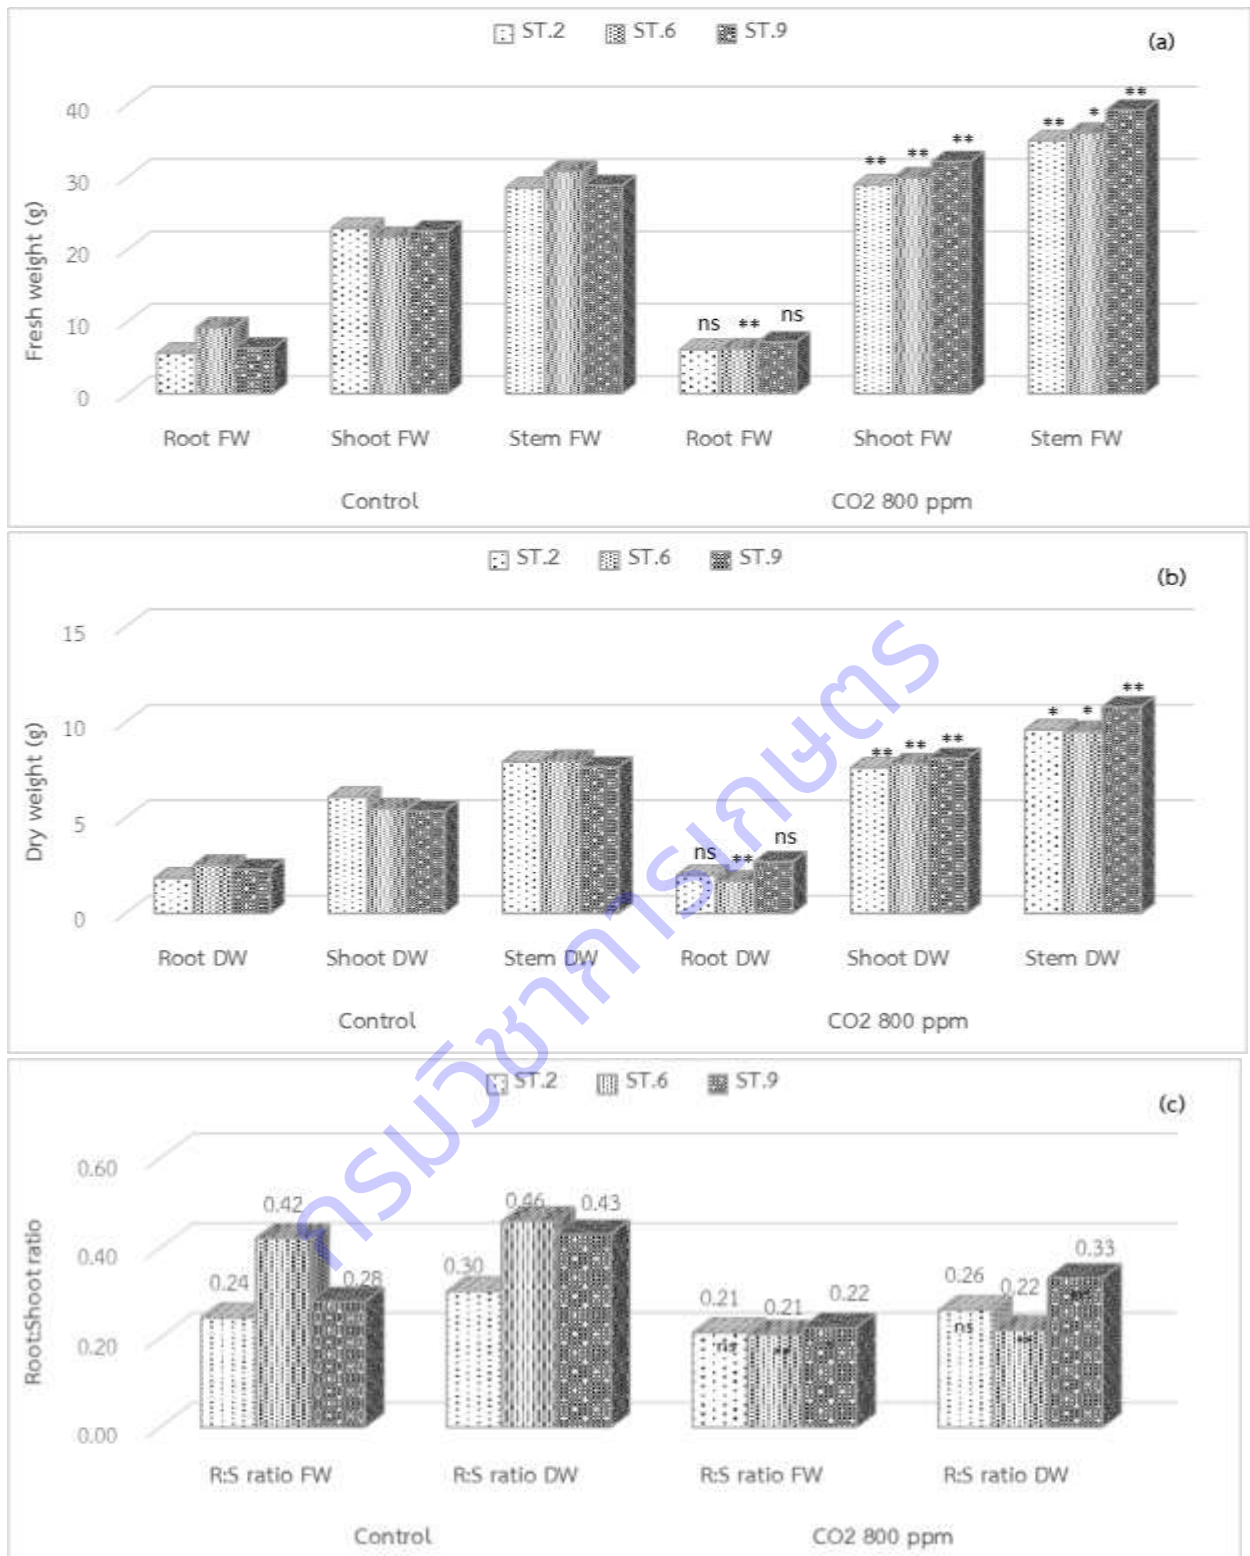 ST.2 ST.6 ST.9
(a)
** * **
** ** **
ns ** ns
40
30
20
10
0
Fresh weight (g)
Root FW Shoot FW Stem FW Root FW Shoot FW Stem FW
Control CO2 800 ppm
ST.2 ST.6 ST.9
(b)
* * **
** ** **
ns ** ns
15
10
5
0
Dry weight (g)
Root DW Shoot DW Stem DW Root DW Shoot DW Stem DW
Control CO2 800 ppm
กรมวิชาการเกษตร
ST.2 ST.6 ST.9
(c)
0.60
0.40
0.20
0.00
Root:Shoot ratio
0.24 0.42 0.28 0.30 0.46 0.43 0.21 0.21 0.22 0.26 0.22 0.33
ns ** ns **
R:S ratio FW R:S ratio DW R:S ratio FW R:S ratio DW
Control CO2 800 ppm